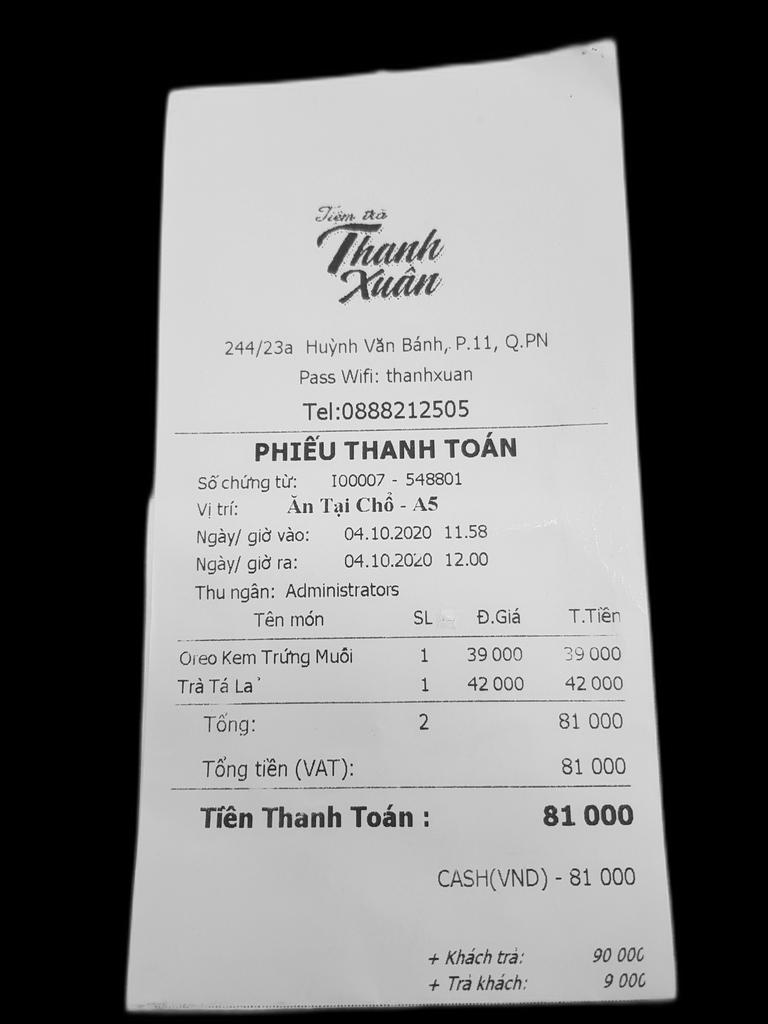 Tiệm trà
Thanh
Xuân
244/23a Huỳnh Văn Bánh, P.11, Q.PN
Pass Wifi: thanhxuan
Tel:0888212505
PHIẾU THANH TOÁN
Số chứng từ: I00007 - 548801
Vị trí: Ăn Tại Chổ - A5
Ngày/ giờ vào: 04.10.2020 11.58
Ngày/ giờ ra: 04.10.2020 12.00
Thu ngân: Administrators
Tên món SL Đ.Giá T.Tiền
Oreo Kem Trứng Muối 1 39 000 39 000
Trà Tá Lả 1 42 000 42 000
Tổng: 2 81 000
Tổng tiền (VAT): 81 000
Tiền Thanh Toán : 81 000
CASH(VND) - 81 000
+ Khách trả: 90 000
+ Trả khách: 9 000